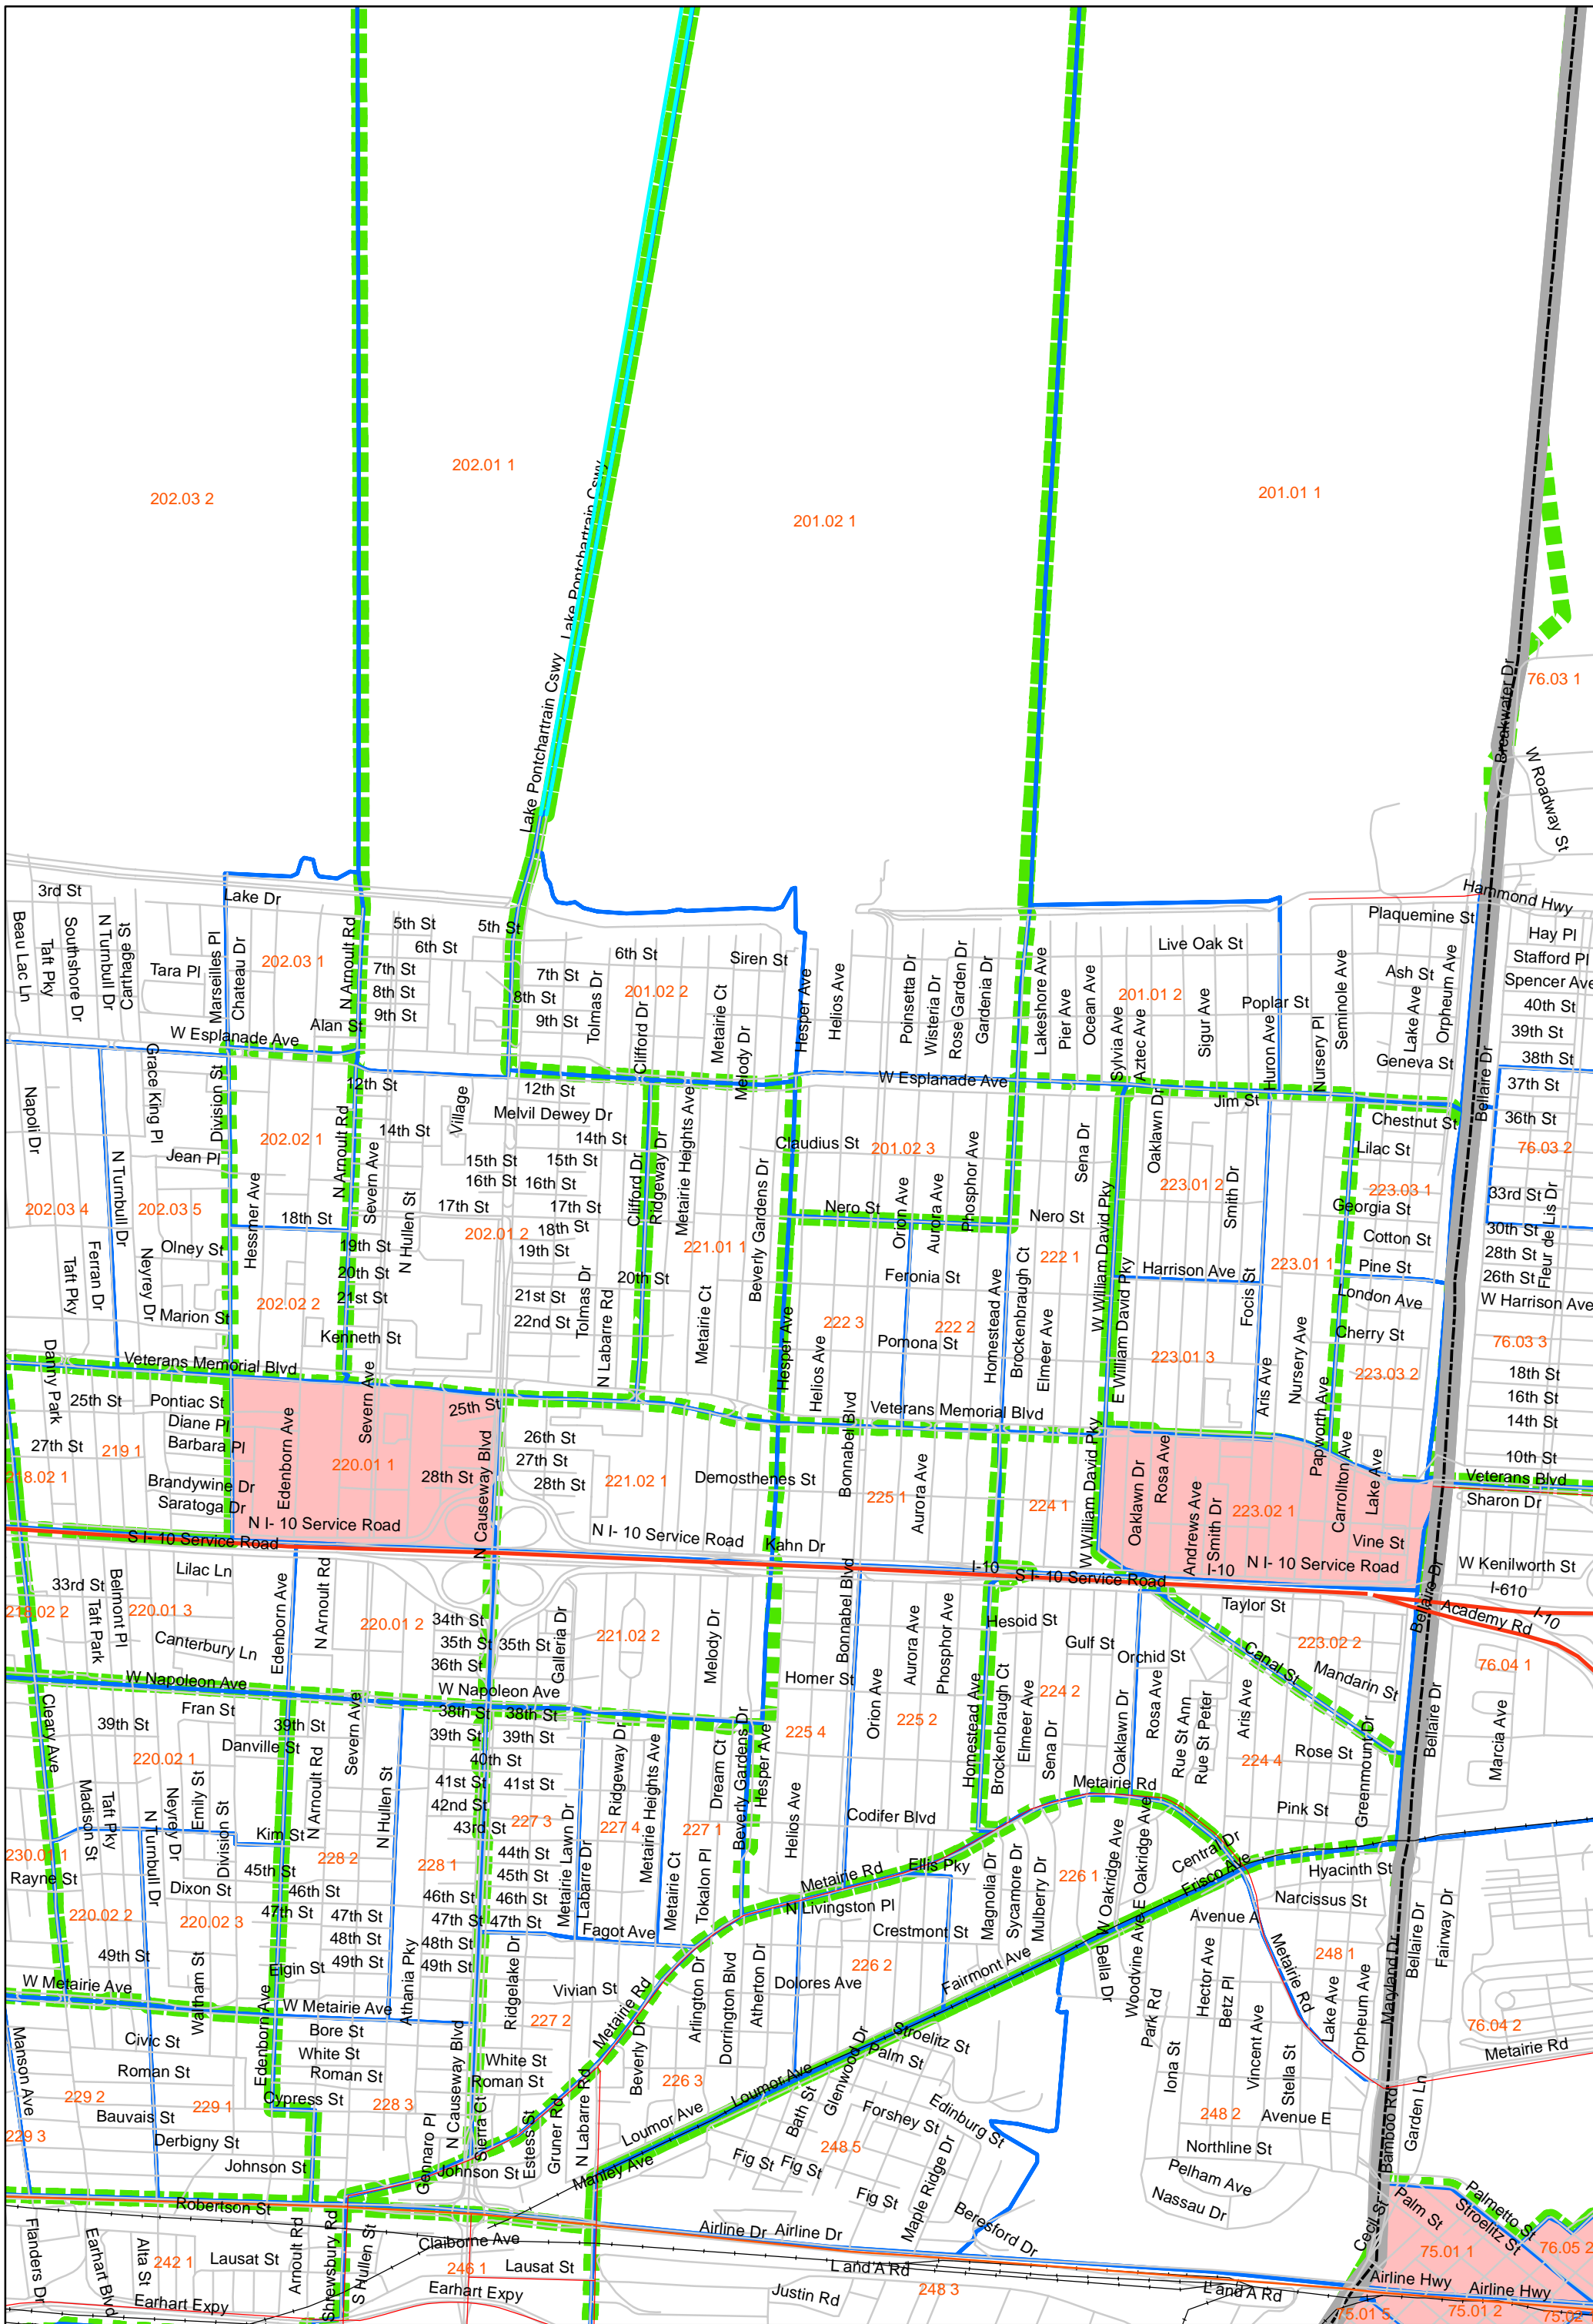 202.01 1
202.03 2
201.01 1
201.02 1
Lake Pontchartrain Cswy
Lake Pontchartrain Cswy
Lake Pontchartrain Cswy
76.03 1
Breakwater Dr
W Roadway St
3rd St
Lake Dr
Hammond Hwy
Plaquemine St
5th St
5th St
6th St
6th St
Siren St
Live Oak St
Hay Pl
Stafford Pl
Spencer Ave
40th St
39th St
38th St
37th St
36th St
Beau Lac Ln
Taft Pky
Southshore Dr
N Turnbull Dr
Carthage St
Tara Pl
Marseilles Pl
Chateau Dr
202.03 1
N Arnoult Rd
7th St
8th St
9th St
7th St
8th St
9th St
Tolmas Dr
201.02 2
Clifford Dr
Metairie Ct
Melody Dr
Hesper Ave
Helios Ave
Poinsetta Dr
Wisteria Dr
Rose Garden Dr
Gardenia Dr
Lakeshore Ave
Pier Ave
Ocean Ave
201.01 2
Sylvia Ave
Aztec Ave
Sigur Ave
Poplar St
Huron Ave
Nursery Pl
Seminole Ave
Ash St
Lake Ave
Orpheum Ave
Geneva St
Bellaire Dr
Alan St
W Esplanade Ave
W Esplanade Ave
12th St
12th St
Jim St
Chestnut St
Napoli Dr
Grace King Pl
Division St
202.02 1
Jean Pl
N Turnbull Dr
Hessmer Ave
N Arnoult Rd
Severn Ave
14th St
Village
Melvil Dewey Dr
14th St
15th St
15th St
16th St
16th St
17th St
17th St
18th St
18th St
Clifford Dr
Ridgeway Dr
Metairie Heights Ave
Claudius St
201.02 3
Sena Dr
Oaklawn Dr
223.01 2
Smith Dr
Lilac St
223.03 1
Georgia St
Cotton St
76.03 2
33rd St
30th St
28th St
26th St
Fleur de Lis Dr
W Harrison Ave
202.03 4
202.03 5
Olney St
Marion St
Taft Pky
Ferran Dr
Neyrey Dr
202.02 2
19th St
20th St
21st St
Kenneth St
N Hullen St
202.01 2
19th St
20th St
21st St
22nd St
Tolmas Dr
N Labarre Rd
221.01 1
Metairie Ct
Beverly Gardens Dr
Hesper Ave
Nero St
Nero St
Orion Ave
Aurora Ave
Phosphor Ave
222 1
Feronia St
222 3
222 2
Pomona St
Helios Ave
Homestead Ave
Brockenbraugh Ct
Elmeer Ave
W William David Pky
E William David Pky
Harrison Ave
Focis St
223.01 1
Pine St
London Ave
Cherry St
223.01 3
223.03 2
Aris Ave
Nursery Ave
Papworth Ave
76.03 3
18th St
16th St
14th St
10th St
Veterans Blvd
Sharon Dr
Danny Park
Veterans Memorial Blvd
Veterans Memorial Blvd
25th St
Pontiac St
Diane Pl
Barbara Pl
27th St
219 1
218.02 1
Brandywine Dr
Saratoga Dr
Edenborn Ave
Severn Ave
25th St
220.01 1
28th St
N Causeway Blvd
26th St
27th St
28th St
221.02 1
Demosthenes St
Bonnabel Blvd
225 1
Aurora Ave
224 1
W William David Pky
Oaklawn Dr
Rosa Ave
Andrews Ave
Smith Dr
223.02 1
Carrollton Ave
Lake Ave
Vine St
N I- 10 Service Road
S I- 10 Service Road
N I- 10 Service Road
Kahn Dr
I-10
S I- 10 Service Road
I-10
N I- 10 Service Road
W Kenilworth St
I-610
I-10
Academy Rd
Bellaire Dr
Lilac Ln
33rd St
Belmont Pl
Taft Park
218.02 2
220.01 3
Canterbury Ln
Edenborn Ave
N Arnoult Rd
220.01 2
34th St
35th St
35th St
36th St
Galleria Dr
221.02 2
Melody Dr
Homer St
Bonnabel Blvd
Orion Ave
Aurora Ave
Phosphor Ave
Hesoid St
Gulf St
Orchid St
Taylor St
Canal St
223.02 2
Mandarin St
76.04 1
W Napoleon Ave
W Napoleon Ave
Fran St
39th St
39th St
Danville St
38th St
38th St
39th St
39th St
40th St
41st St
41st St
42nd St
43rd St
Cleary Ave
220.02 1
Severn Ave
N Arnoult Rd
N Hullen St
Ridgeway Dr
Metairie Heights Ave
Dream Ct
Beverly Gardens Dr
Hesper Ave
225 4
225 2
224 2
Homestead Ave
Brockenbraugh Ct
Elmeer Ave
Sena Dr
Oaklawn Dr
Rosa Ave
Rue St Ann
Rue St Peter
Aris Ave
224 4
Rose St
Greenmount Dr
Bellaire Dr
Marcia Ave
Madison St
Taft Pky
N Turnbull Dr
Neyrey Dr
Emily St
Division St
Kim St
230.01 1
Rayne St
45th St
Dixon St
46th St
47th St
47th St
48th St
49th St
228 2
228 1
44th St
45th St
46th St
46th St
47th St
47th St
48th St
49th St
227 3
Metairie Lawn Dr
Labarre Dr
227 4
227 1
Metairie Ct
Tokalon Pl
Helios Ave
Codifer Blvd
Metairie Rd
Metairie Rd
Ellis Pky
N Livingston Pl
Crestmont St
Magnolia Dr
Sycamore Dr
Mulberry Dr
226 1
W Oakridge Ave
E Oakridge Ave
Central Dr
Frisco Ave
Pink St
Hyacinth St
Narcissus St
Avenue A
220.02 2
220.02 3
49th St
Elgin St
Waltham St
Edenborn Ave
Athania Pky
Fagot Ave
Ridgelake Dr
Vivian St
Metairie Rd
Arlington Dr
Dorrington Blvd
Atherton Dr
Dolores Ave
226 2
Fairmont Ave
Bella Dr
Woodvine Ave
Park Rd
Hector Ave
Betz Pl
Metairie Rd
248 1
Lake Ave
Orpheum Ave
Maryland Dr
Bellaire Dr
Fairway Dr
W Metairie Ave
W Metairie Ave
Manson Ave
Civic St
Roman St
Bore St
White St
Roman St
Cypress St
229 2
229 1
229 3
Bauvais St
Derbigny St
Johnson St
228 3
227 2
White St
Roman St
N Causeway Blvd
Sierra Ct
Gennaro Pl
Johnson St
Estess St
Gruner Rd
N Labarre Rd
Beverly Dr
226 3
Loumor Ave
Loumor Ave
Manley Ave
Bath St
Glenwood Dr
Stroelitz St
Palm St
Forshey St
Edinburg St
248 5
Fig St
Fig St
Fig St
Maple Ridge Dr
Beresford Dr
Iona St
Vincent Ave
Stella St
248 2
Avenue E
Northline St
Pelham Ave
Nassau Dr
76.04 2
Metairie Rd
Garden Ln
Bamboo Rd
Cecil St
Palm St
Palmetto St
Stroelitz St
75.01 1
76.05 2
Robertson St
Flanders Dr
Earhart Blvd
Alta St
242 1
Lausat St
Arnoult Rd
Shrewsbury Rd
S Hullen St
Claiborne Ave
246 1
Lausat St
Earhart Expy
Earhart Expy
Airline Dr
Airline Dr
L and A Rd
Justin Rd
248 3
L and A Rd
Airline Hwy
Airline Hwy
75.01 2